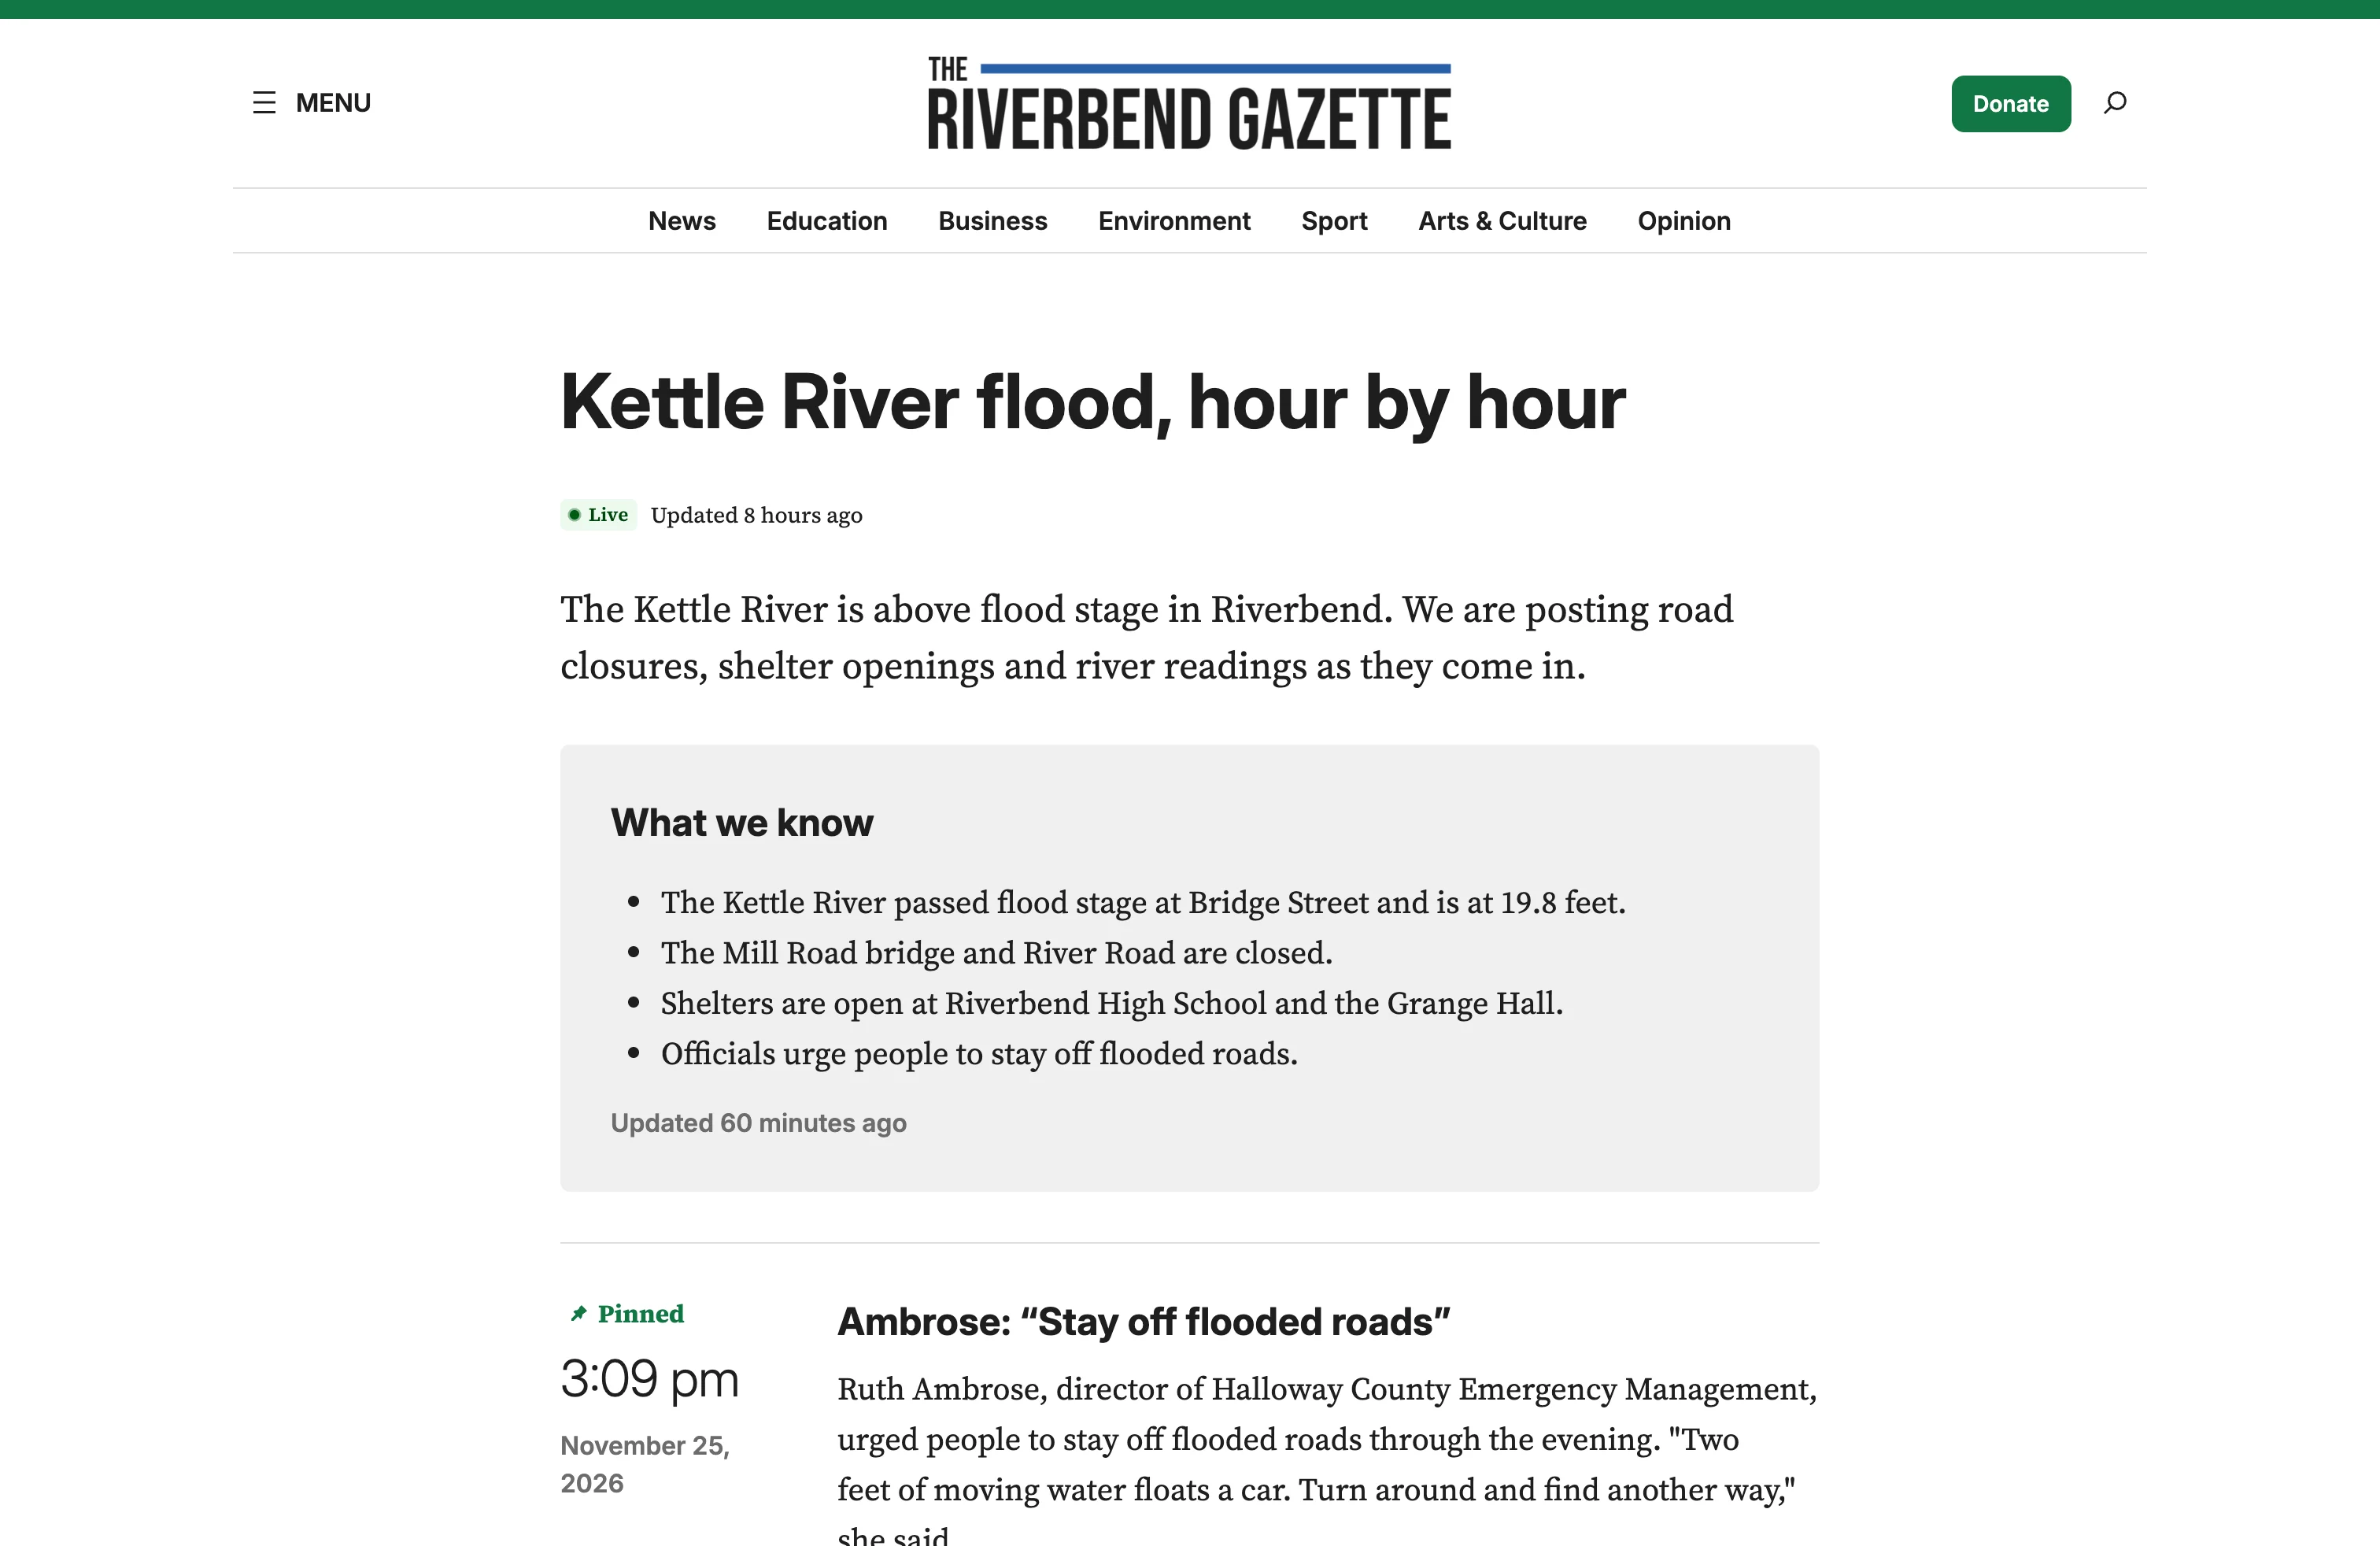 THE
RIVERBEND GAZETTE
MENU
Donate
News Education Business Environment Sport Arts & Culture Opinion
Kettle River flood, hour by hour
Live Updated 8 hours ago
The Kettle River is above flood stage in Riverbend. We are posting road
closures, shelter openings and river readings as they come in.
What we know
• The Kettle River passed flood stage at Bridge Street and is at 19.8 feet.
• The Mill Road bridge and River Road are closed.
• Shelters are open at Riverbend High School and the Grange Hall.
• Officials urge people to stay off flooded roads.
Updated 60 minutes ago
Pinned
3:09 pm
November 25,
2026
Ambrose: “Stay off flooded roads”
Ruth Ambrose, director of Halloway County Emergency Management,
urged people to stay off flooded roads through the evening. "Two
feet of moving water floats a car. Turn around and find another way,"
she said